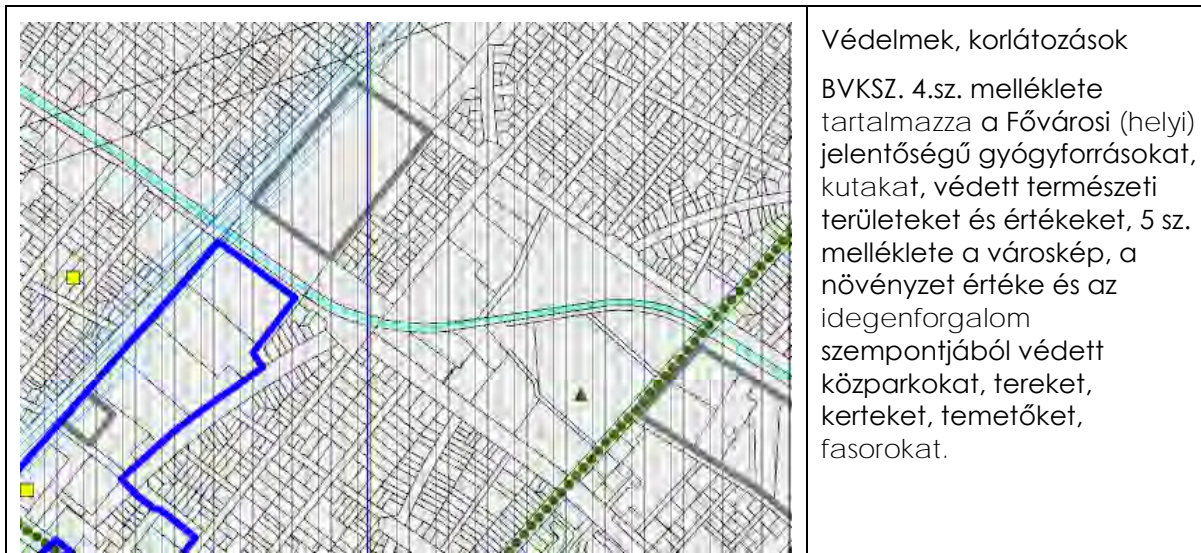 Védelmek, korlátozások
BVKSZ. 4.sz. melléklete
tartalmazza a Fővárosi (helyi)
jelentőségű gyógyforrásokat,
kutakat, védett természeti
területeket és értékeket, 5 sz.
melléklete a városkép, a
növényzet értéke és az
idegenforgalom
szempontjából védett
közparkokat, tereket,
kerteket, temetőket,
fasorokat.